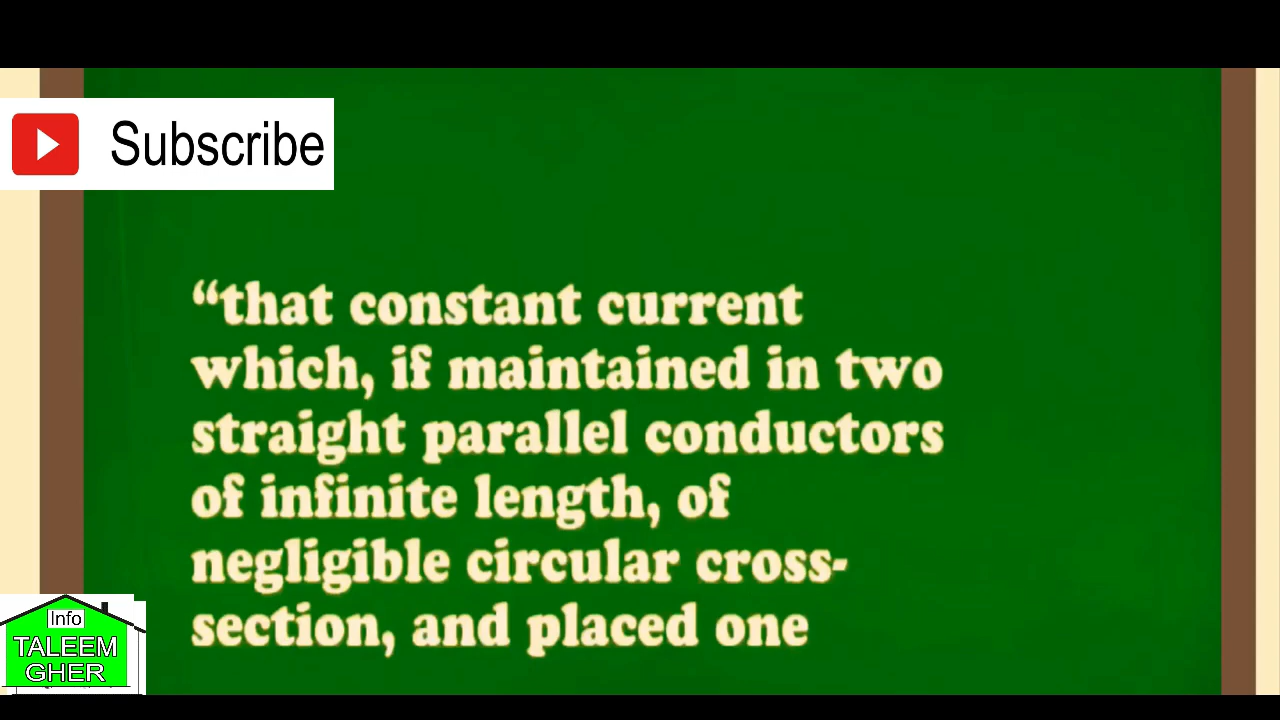 Subscribe
“that constant current
which, if maintained in two
straight parallel conductors
of infinite length, of
negligible circular cross-
section, and placed one
Info
TALEEM
GHER